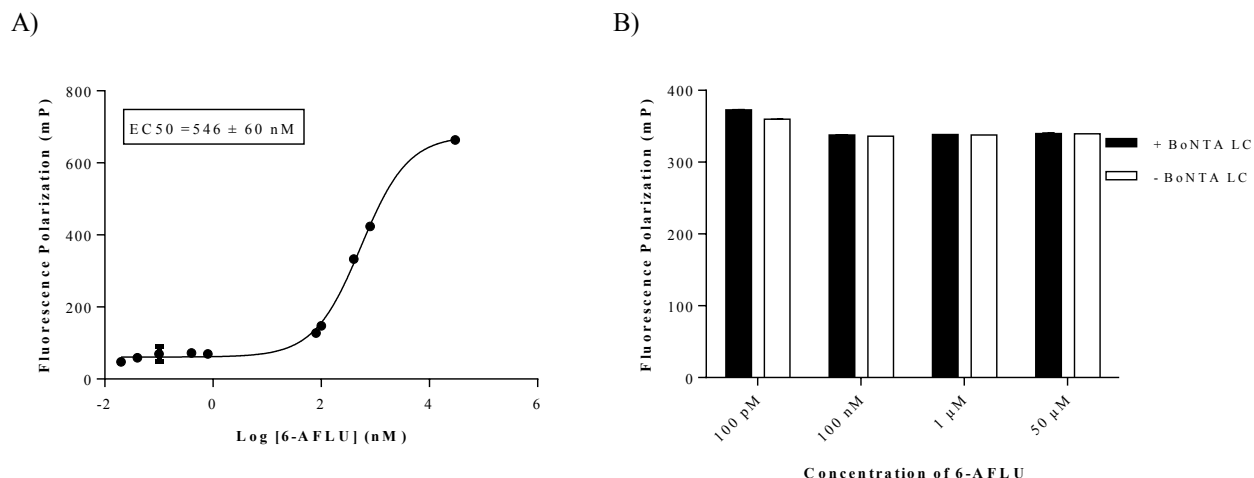 A)
B)
Fluorescence Polarization (mP)
800
600
400
200
0
EC50 =546 ± 60 nM
-2
0
2
4
6
Log [6-AFLU] (nM)
Fluorescence Polarization (mP)
400
300
200
100
0
+ BoNTA LC
- BoNTA LC
100 pM
100 nM
1 µM
50 µM
Concentration of 6-AFLU